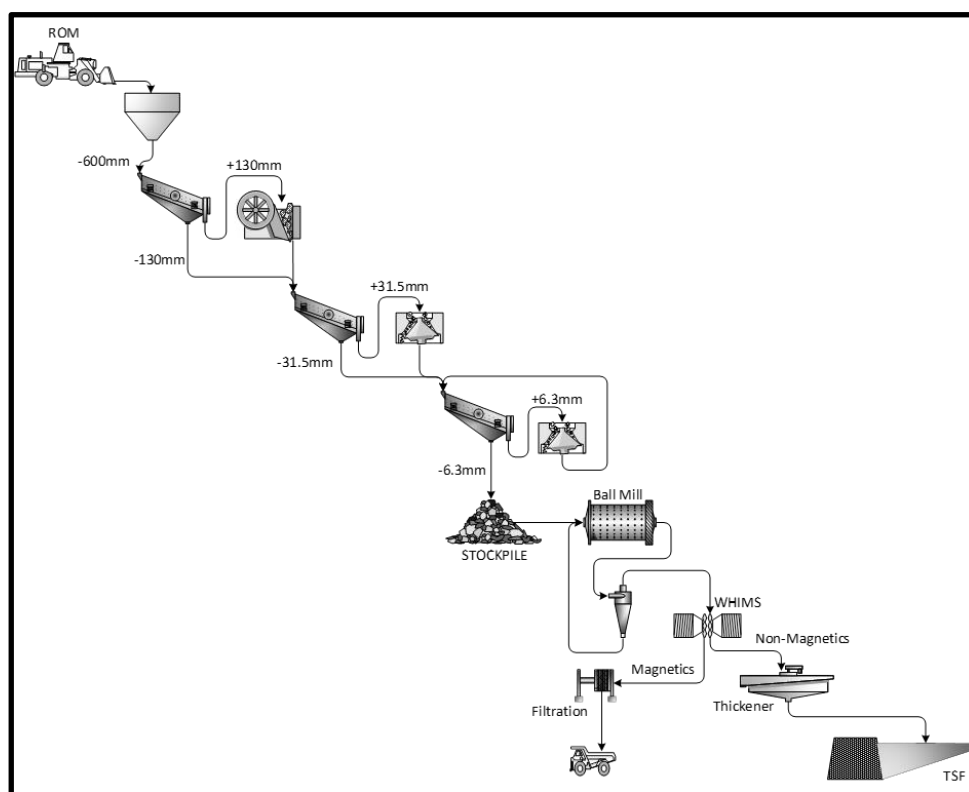 ROM
-600mm
+130mm
-130mm
+31.5mm
-31.5mm
+6.3mm
-6.3mm
Ball Mill
STOCKPILE
WHIMS
Non-Magnetics
Magnetics
Filtration
Thickener
TSF